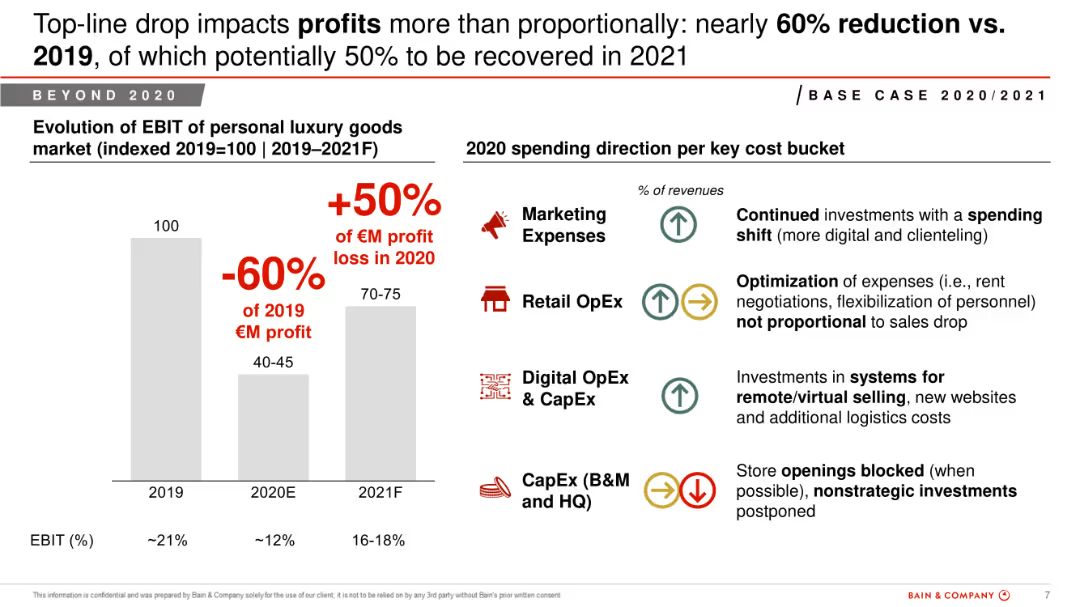 Top-line drop impacts profits more than proportionally: nearly 60% reduction vs.
2019, of which potentially 50% to be recovered in 2021
BEYOND 2020
BASE CASE 2020/2021
Evolution of EBIT of personal luxury goods
market (indexed 2019=100 | 2019–2021F)
100
-60%
of 2019
€M profit
40-45
+50%
of €M profit
loss in 2020
70-75
2019
2020E
2021F
EBIT (%)
~21%
~12%
16-18%
2020 spending direction per key cost bucket
% of revenues
Marketing
Expenses
Continued investments with a spending
shift (more digital and clienteling)
Retail OpEx
Optimization of expenses (i.e., rent
negotiations, flexibilization of personnel)
not proportional to sales drop
Digital OpEx
& CapEx
Investments in systems for
remote/virtual selling, new websites
and additional logistics costs
CapEx (B&M
and HQ)
Store openings blocked (when
possible), nonstrategic investments
postponed
This information is confidential and was prepared by Bain & Company solely for the use of our client; it is not to be relied on by any 3rd party without Bain's prior written consent
BAIN & COMPANY
7